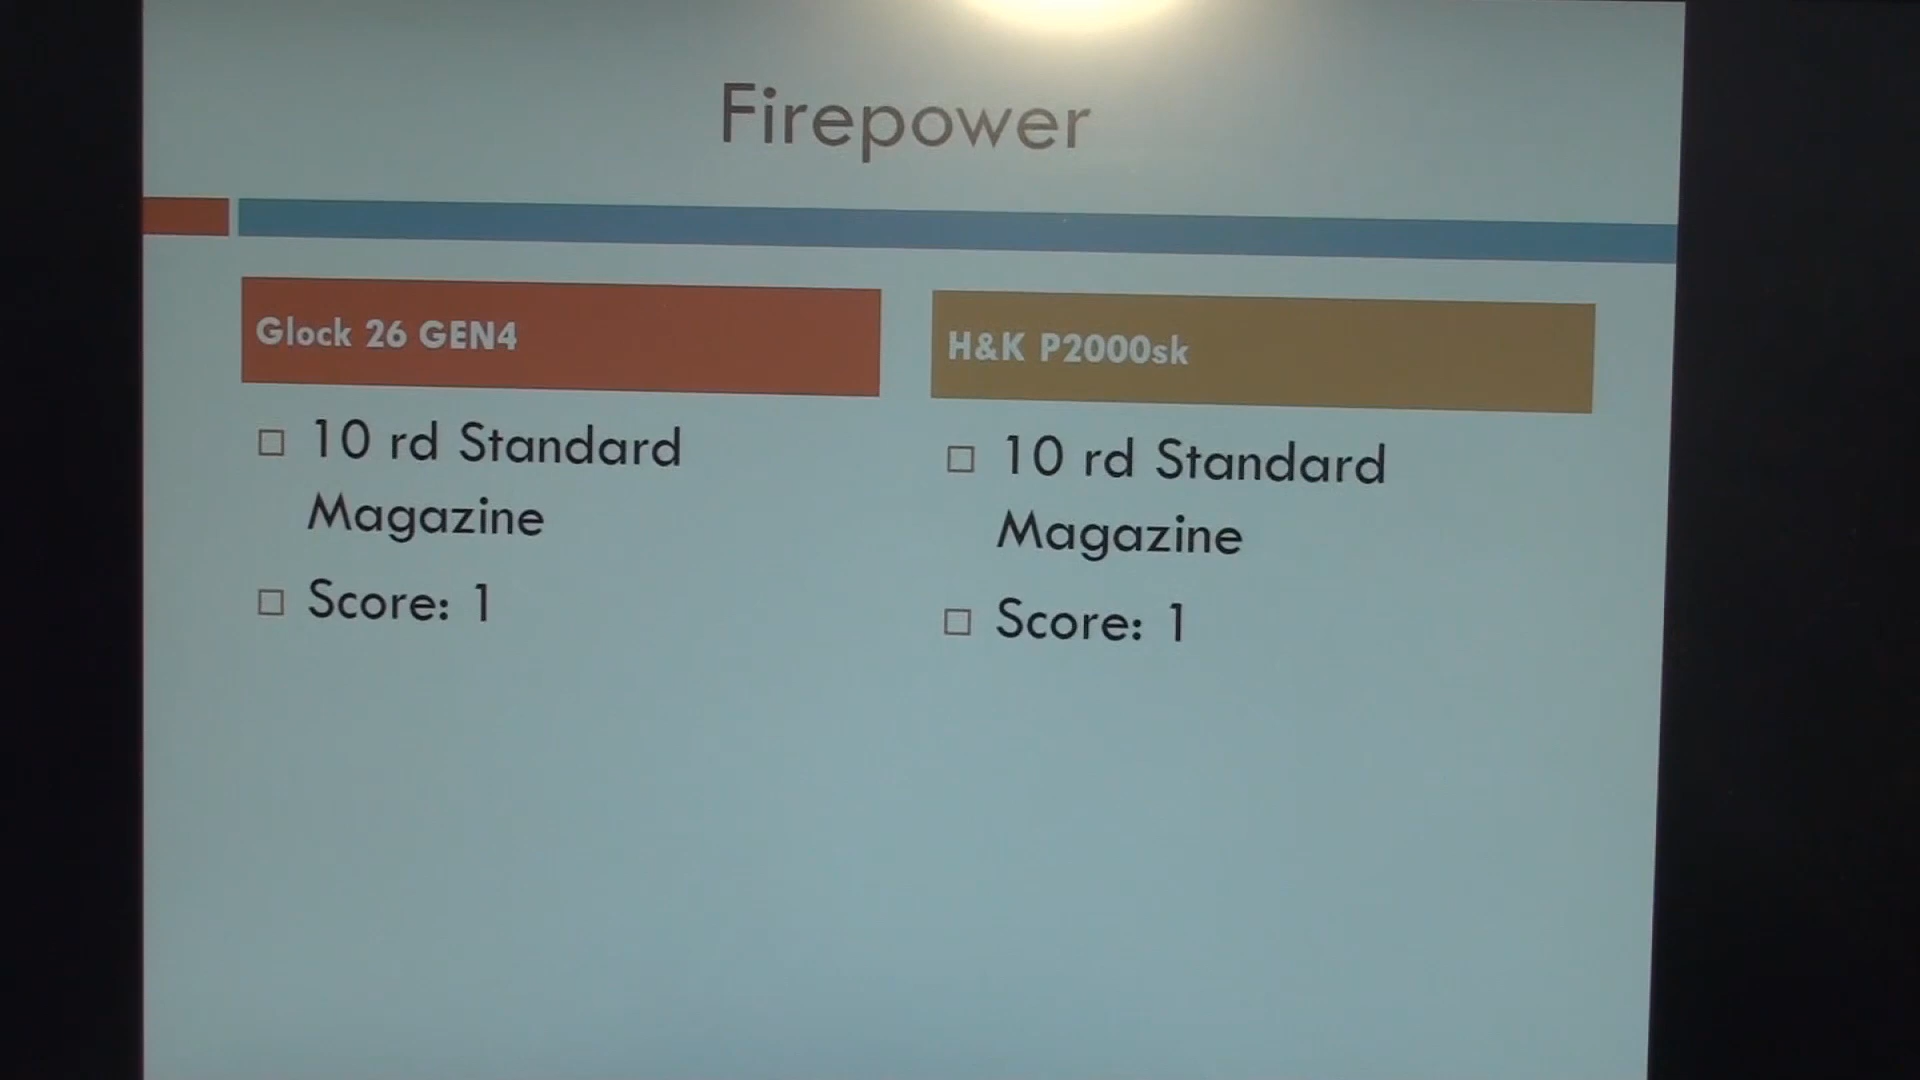 Firepower
Glock 26 GEN4
10 rd Standard
Magazine
Score: 1
H&K P2000sk
10 rd Standard
Magazine
Score: 1